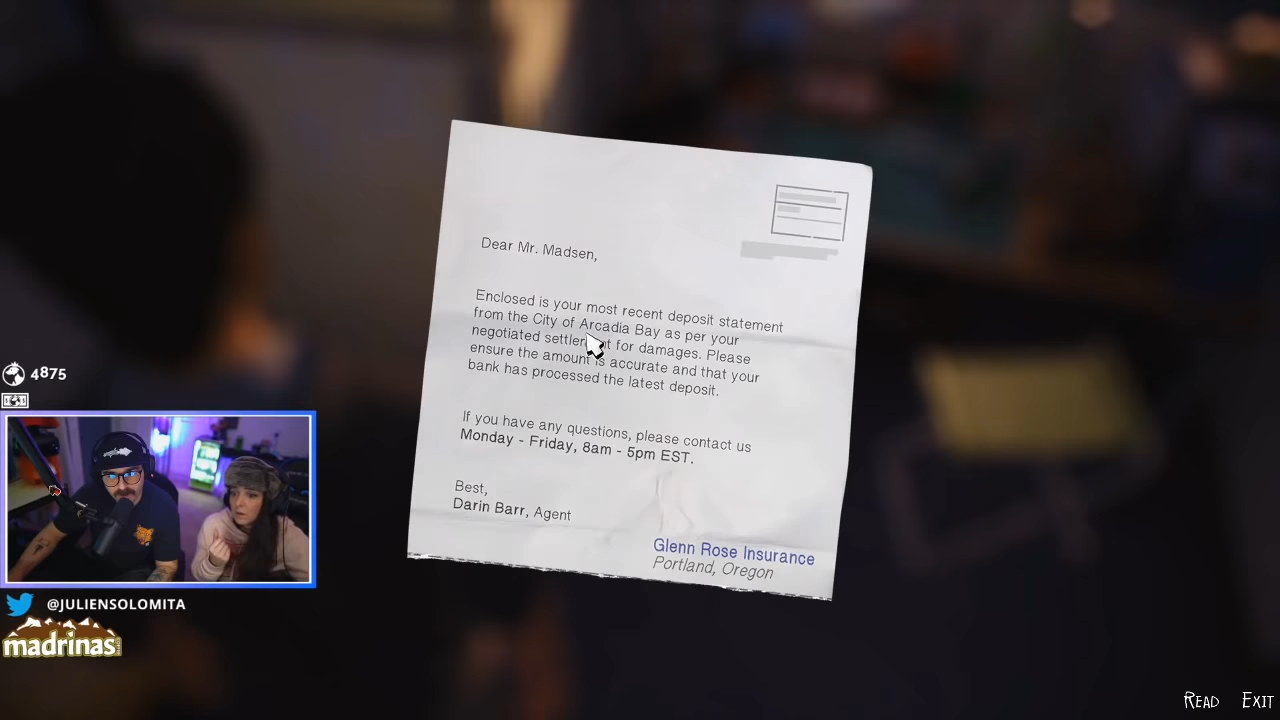 Dear Mr. Madsen,
Enclosed is your most recent deposit statement
from the City of Arcadia Bay as per your
negotiated settlement for damages. Please
ensure the amount is accurate and that your
bank has processed the latest deposit.
If you have any questions, please contact us
Monday - Friday, 8am - 5pm EST.
Best,
Darin Barr, Agent
Glenn Rose Insurance
Portland, Oregon
4875
@JULIENSOLOMITA
madrinas
READ EXIT